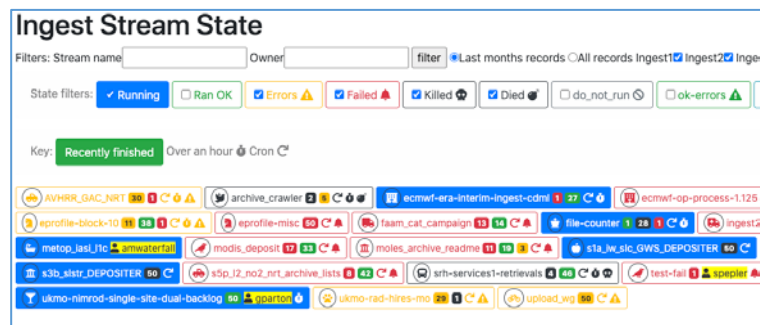 Ingest Stream State
Filters: Stream name Owner filter Last months records All records Ingest1 Ingest2 Inge
State filters: Running Ran OK Errors Failed Killed Died do_not_run ok-errors
Key: Recently finished Over an hour Cron
AVHRR_GAC_NRT 30 1 archive_crawler 2 5 ecmwf-era-interim-ingest-cdml 1 27 ecmwf-op-process-1.125
eprofile-block-10 11 38 1 eprofile-misc 50 faam_cat_campaign 13 14 file-counter 1 28 1 ingest2
metop_iasi_l1c amwaterfall modis_deposit 17 33 moles_archive_readme 11 19 3 s1a_iw_slc_GWS_DEPOSITER 50
s3b_slstr_DEPOSITER 50 s5p_l2_no2_nrt_archive_lists 8 42 srh-services1-retrievals 4 46 test-fail 1 spepler
ukmo-nimrod-single-site-dual-backlog 50 gparton ukmo-rad-hires-mo 29 1 upload_wg 50